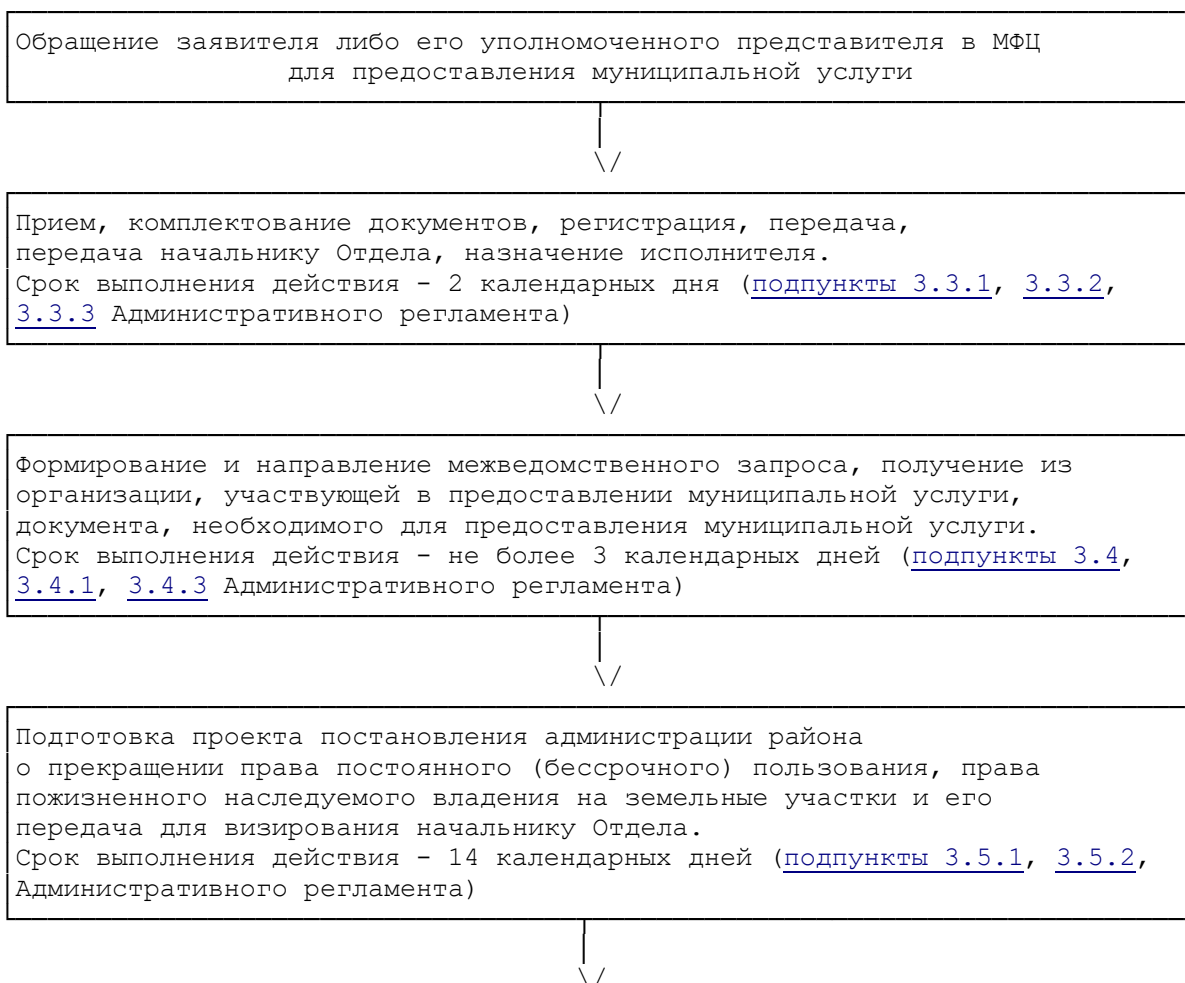 Обращение заявителя либо его уполномоченного представителя в МФЦ
для предоставления муниципальной услуги
\/
Прием, комплектование документов, регистрация, передача,
передача начальнику Отдела, назначение исполнителя.
Срок выполнения действия - 2 календарных дня (подпункты 3.3.1, 3.3.2,
3.3.3 Административного регламента)
\/
Формирование и направление межведомственного запроса, получение из
организации, участвующей в предоставлении муниципальной услуги,
документа, необходимого для предоставления муниципальной услуги.
Срок выполнения действия - не более 3 календарных дней (подпункты 3.4,
3.4.1, 3.4.3 Административного регламента)
\/
Подготовка проекта постановления администрации района
о прекращении права постоянного (бессрочного) пользования, права
пожизненного наследуемого владения на земельные участки и его
передача для визирования начальнику Отдела.
Срок выполнения действия - 14 календарных дней (подпункты 3.5.1, 3.5.2,
Административного регламента)
\/